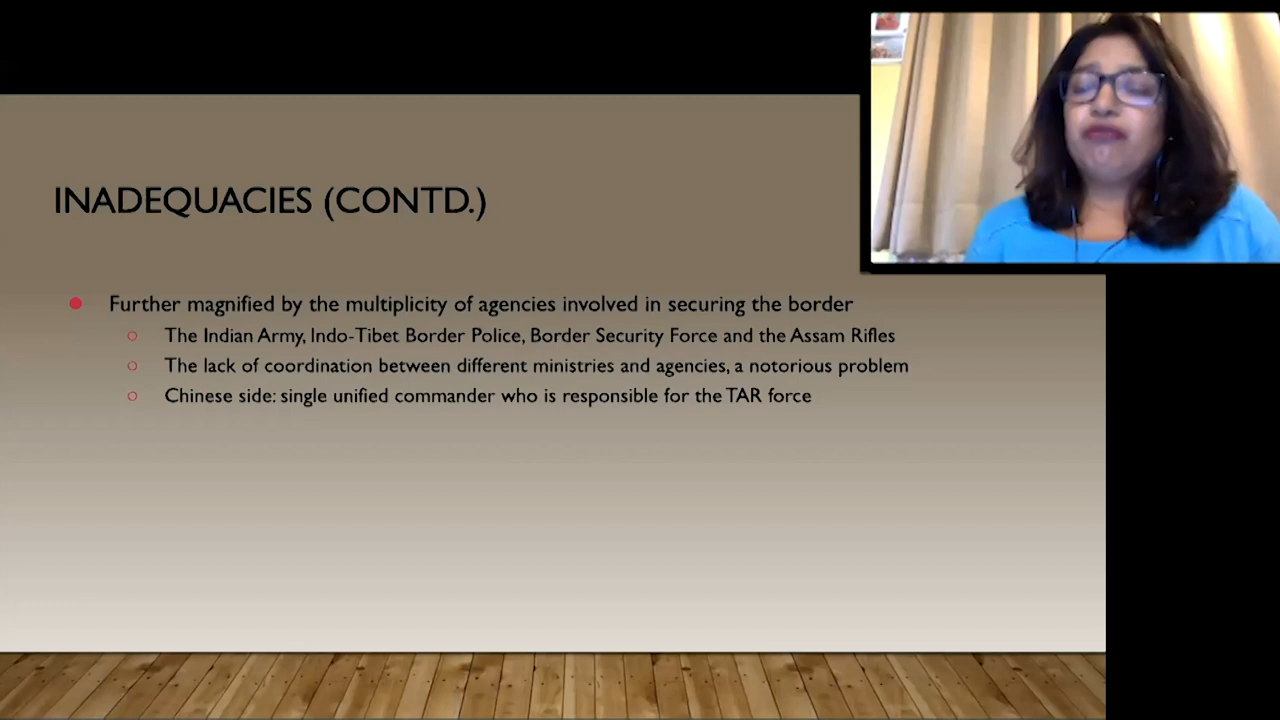 INADEQUACIES (CONTD.)
Further magnified by the multiplicity of agencies involved in securing the border
The Indian Army, Indo-Tibet Border Police, Border Security Force and the Assam Rifles
The lack of coordination between different ministries and agencies, a notorious problem
Chinese side: single unified commander who is responsible for the TAR force